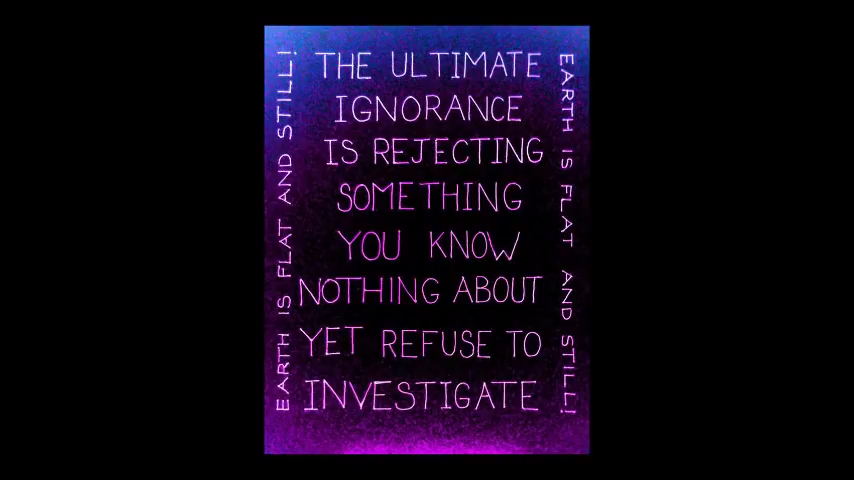 THE ULTIMATE
IGNORANCE
IS REJECTING
SOMETHING
YOU KNOW
NOTHING ABOUT
YET REFUSE TO
INVESTIGATE
EARTH IS FLAT AND STILL!
EARTH IS FLAT AND STILL!